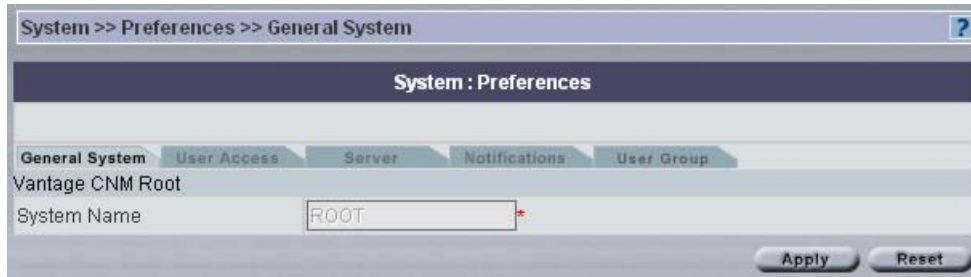 System >> Preferences >> General System ?
System : Preferences
General System User Access Server Notifications User Group
Vantage CNM Root
System Name ROOT *
Apply Reset